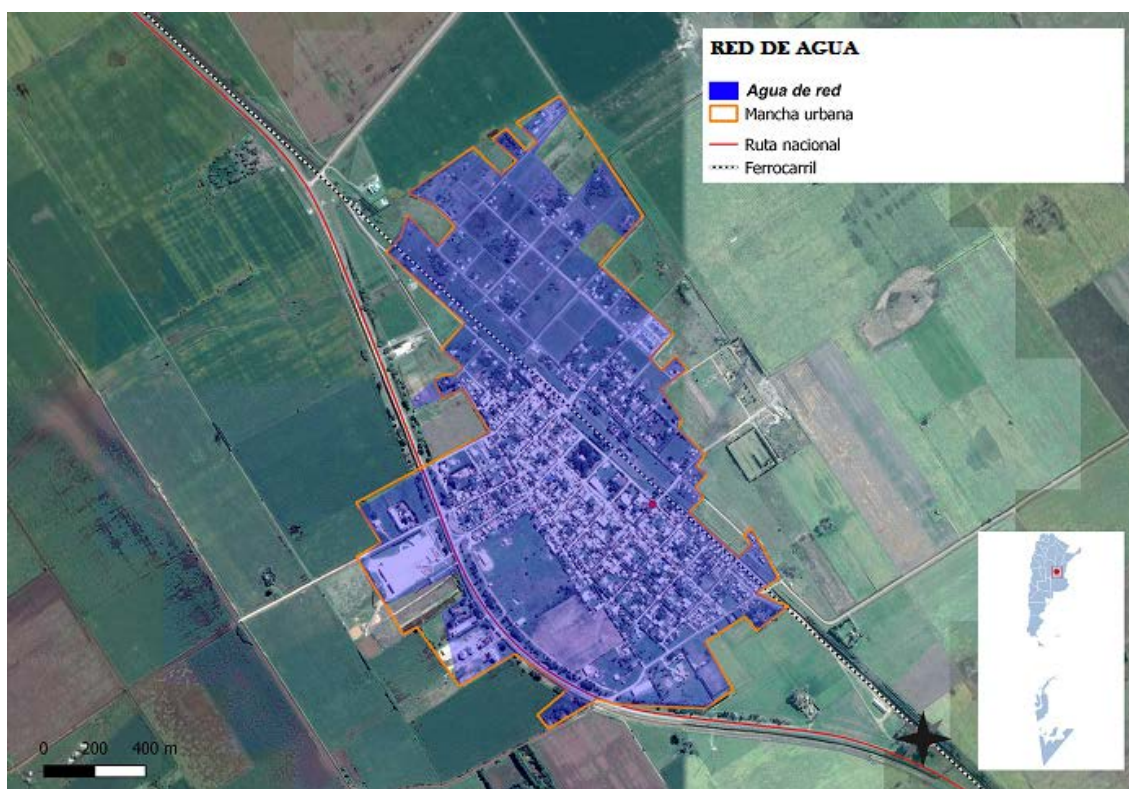 RED DE AGUA
Agua de red
Mancha urbana
Ruta nacional
Ferrocarril
0 200 400 m